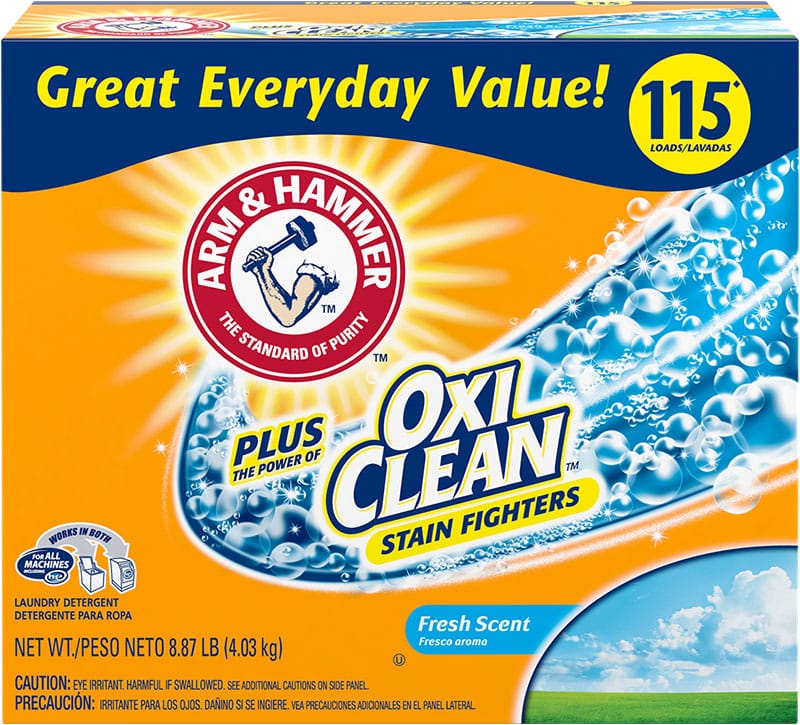 Great Everyday Value!
115♦
LOADS/LAVADAS
ARM & HAMMER
THE STANDARD OF PURITY
TM
TM
PLUS
THE POWER OF
OXI
CLEAN
TM
STAIN FIGHTERS
WORKS IN BOTH
FOR ALL
MACHINES
INCLUDING he
LAUNDRY DETERGENT
DETERGENTE PARA ROPA
NET WT./PESO NETO 8.87 LB (4.03 kg)
Fresh Scent
Fresco aroma
U
CAUTION: EYE IRRITANT. HARMFUL IF SWALLOWED. SEE ADDITIONAL CAUTIONS ON SIDE PANEL.
PRECAUCIÓN: IRRITANTE PARA LOS OJOS. DAÑINO SI SE INGIERE. VEA PRECAUCIONES ADICIONALES EN EL PANEL LATERAL.